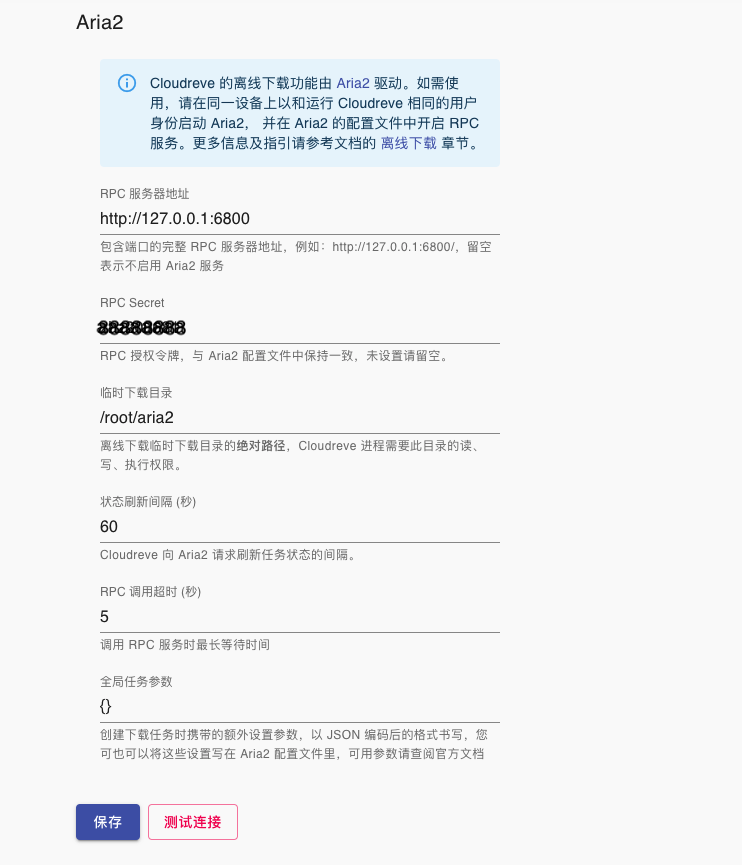 Aria2
Cloudreve 的离线下载功能由 Aria2 驱动。如需使
用，请在同一设备上以和运行 Cloudreve 相同的用户
身份启动 Aria2， 并在 Aria2 的配置文件中开启 RPC
服务。更多信息及指引请参考文档的 离线下载 章节。
RPC 服务器地址
http://127.0.0.1:6800
包含端口的完整 RPC 服务器地址，例如：http://127.0.0.1:6800/，留空
表示不启用 Aria2 服务
RPC Secret
RPC 授权令牌，与 Aria2 配置文件中保持一致，未设置请留空。
临时下载目录
/root/aria2
离线下载临时下载目录的绝对路径，Cloudreve 进程需要此目录的读、
写、执行权限。
状态刷新间隔 (秒)
60
Cloudreve 向 Aria2 请求刷新任务状态的间隔。
RPC 调用超时 (秒)
5
调用 RPC 服务时最长等待时间
全局任务参数
{}
创建下载任务时携带的额外设置参数，以 JSON 编码后的格式书写，您
可也可以将这些设置写在 Aria2 配置文件里，可用参数请查阅官方文档
保存
测试连接